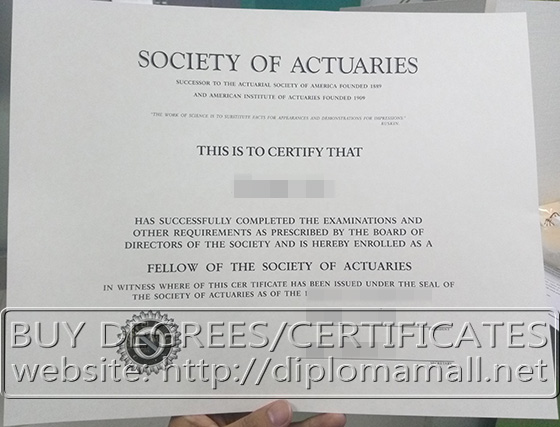 SOCIETY OF ACTUARIES
SUCCESSOR TO THE ACTUARIAL SOCIETY OF AMERICA FOUNDED 1889
AND AMERICAN INSTITUTE OF ACTUARIES FOUNDED 1909
"THE WORK OF SCIENCE IS TO SUBSTITUTE FACTS FOR APPEARANCES AND DEMONSTRATIONS FOR IMPRESSIONS"
RUSKIN.
THIS IS TO CERTIFY THAT
HAS SUCCESSFULLY COMPLETED THE EXAMINATIONS AND
OTHER REQUIREMENTS AS PRESCRIBED BY THE BOARD OF
DIRECTORS OF THE SOCIETY AND IS HEREBY ENROLLED AS A
FELLOW OF THE SOCIETY OF ACTUARIES
IN WITNESS WHERE OF THIS CER TIFICATE HAS BEEN ISSUED UNDER THE SEAL OF
THE SOCIETY OF ACTUARIES AS OF THE
BUY DEGREES/CERTIFICATES
website: http://diplomamall.net